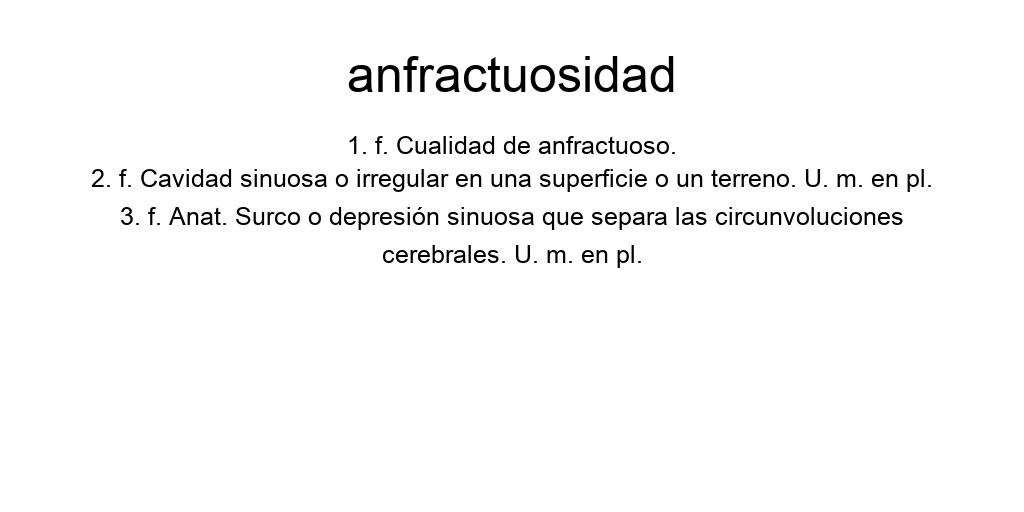 anfractuosidad
1. f. Cualidad de anfractuoso.
2. f. Cavidad sinuosa o irregular en una superficie o un terreno. U. m. en pl.
3. f. Anat. Surco o depresión sinuosa que separa las circunvoluciones
cerebrales. U. m. en pl.